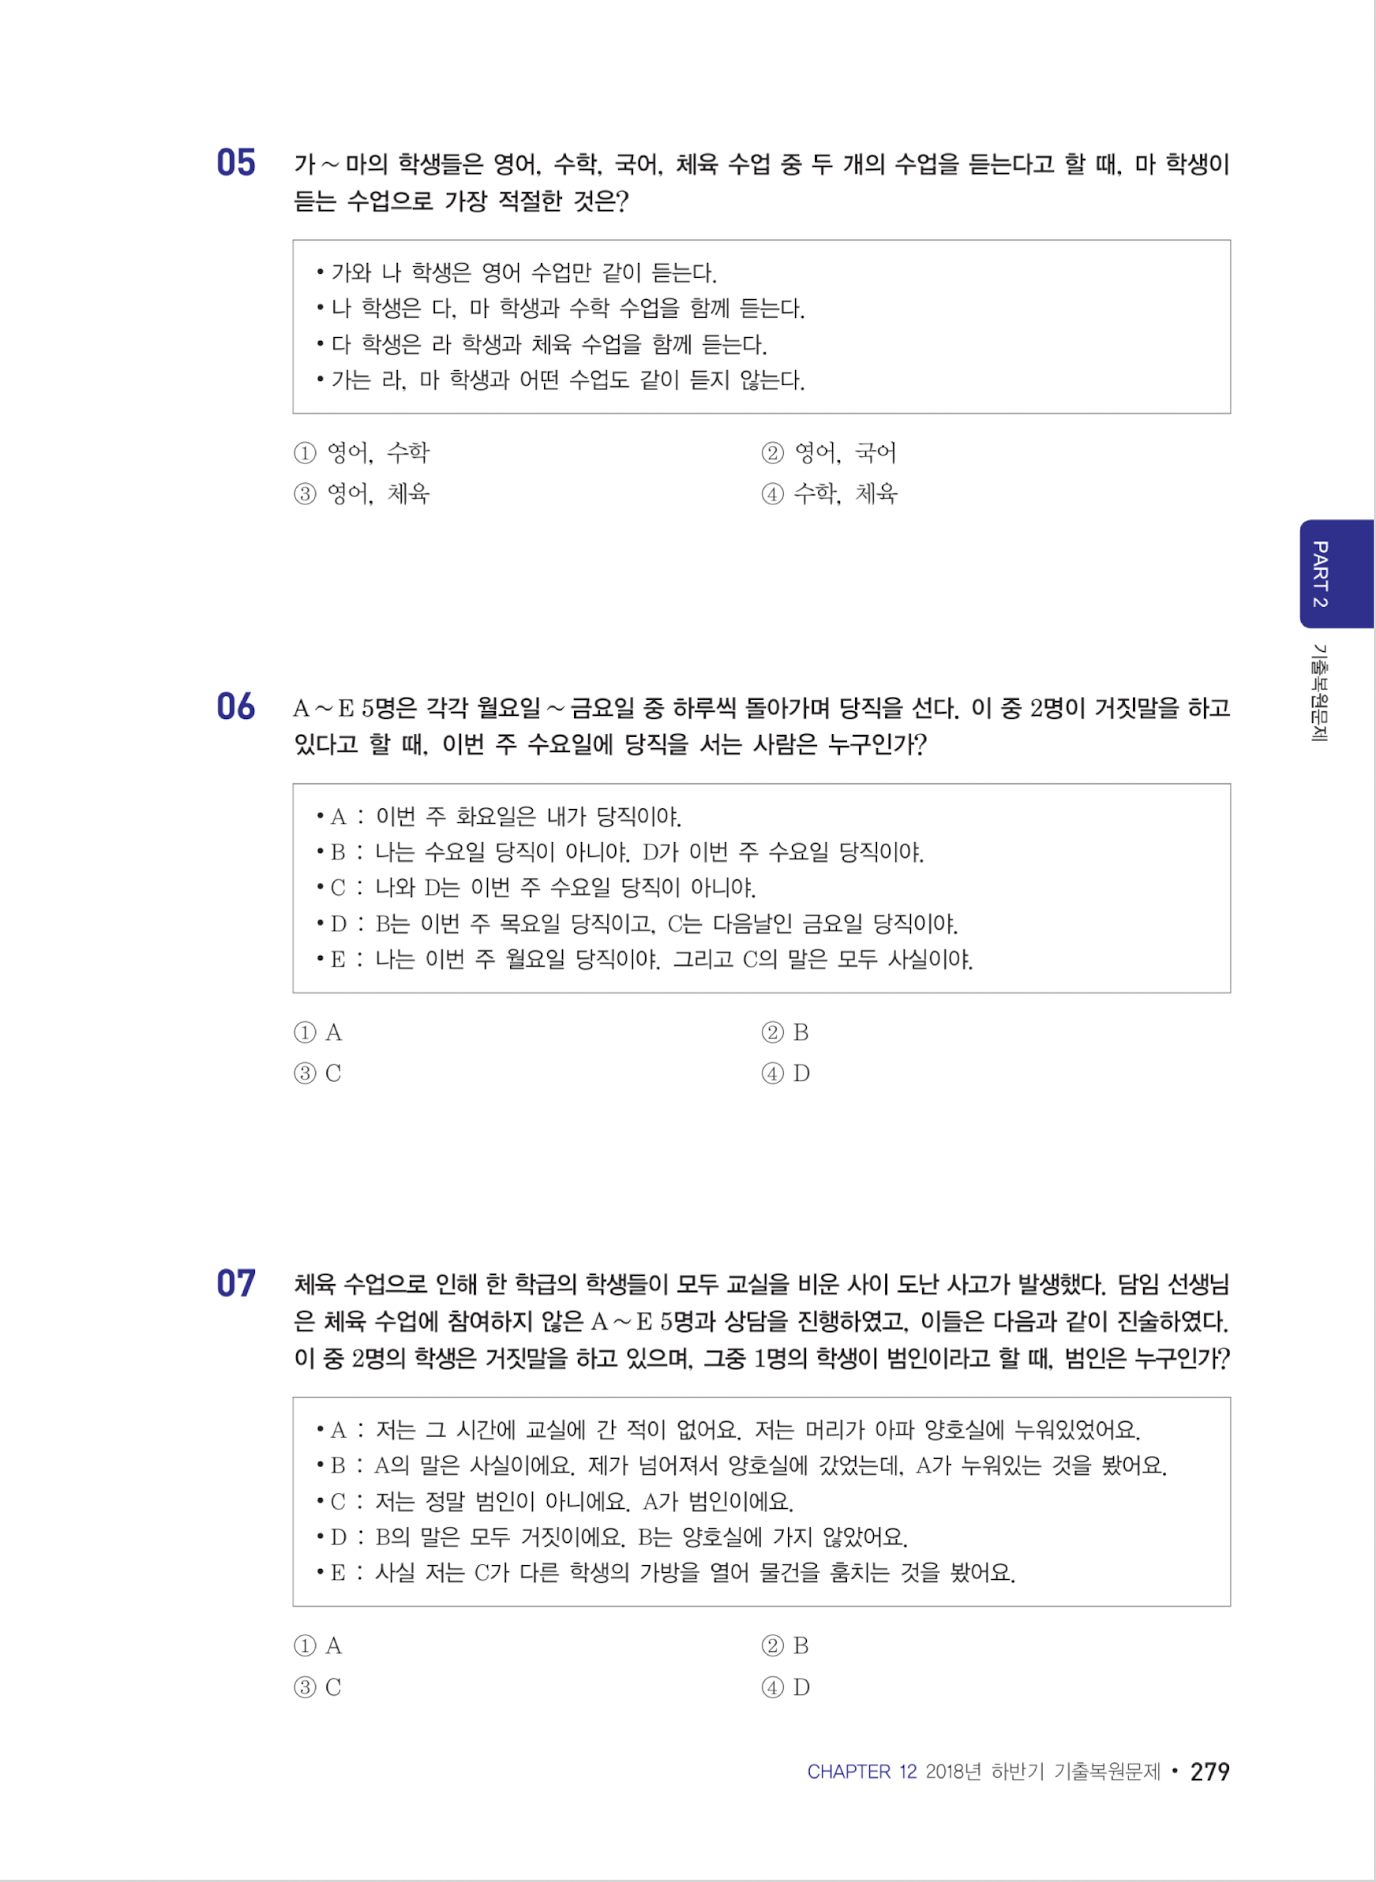 05 가~마의 학생들은 영어, 수학, 국어, 체육 수업 중 두 개의 수업을 듣는다고 할 때, 마 학생이
듣는 수업으로 가장 적절한 것은?
• 가와 나 학생은 영어 수업만 같이 듣는다.
• 나 학생은 다, 마 학생과 수학 수업을 함께 듣는다.
• 다 학생은 라 학생과 체육 수업을 함께 듣는다.
• 가는 라, 마 학생과 어떤 수업도 같이 듣지 않는다.
① 영어, 수학 ② 영어, 국어
③ 영어, 체육 ④ 수학, 체육
PART 2
기출복원문제
06 A~E 5명은 각각 월요일~금요일 중 하루씩 돌아가며 당직을 선다. 이 중 2명이 거짓말을 하고
있다고 할 때, 이번 주 수요일에 당직을 서는 사람은 누구인가?
• A : 이번 주 화요일은 내가 당직이야.
• B : 나는 수요일 당직이 아니야. D가 이번 주 수요일 당직이야.
• C : 나와 D는 이번 주 수요일 당직이 아니야.
• D : B는 이번 주 목요일 당직이고, C는 다음날인 금요일 당직이야.
• E : 나는 이번 주 월요일 당직이야. 그리고 C의 말은 모두 사실이야.
① A ② B
③ C ④ D
07 체육 수업으로 인해 한 학급의 학생들이 모두 교실을 비운 사이 도난 사고가 발생했다. 담임 선생님
은 체육 수업에 참여하지 않은 A~E 5명과 상담을 진행하였고, 이들은 다음과 같이 진술하였다.
이 중 2명의 학생은 거짓말을 하고 있으며, 그중 1명의 학생이 범인이라고 할 때, 범인은 누구인가?
• A : 저는 그 시간에 교실에 간 적이 없어요. 저는 머리가 아파 양호실에 누워있었어요.
• B : A의 말은 사실이에요. 제가 넘어져서 양호실에 갔었는데, A가 누워있는 것을 봤어요.
• C : 저는 정말 범인이 아니에요. A가 범인이에요.
• D : B의 말은 모두 거짓이에요. B는 양호실에 가지 않았어요.
• E : 사실 저는 C가 다른 학생의 가방을 열어 물건을 훔치는 것을 봤어요.
① A ② B
③ C ④ D
CHAPTER 12 2018년 하반기 기출복원문제 • 279